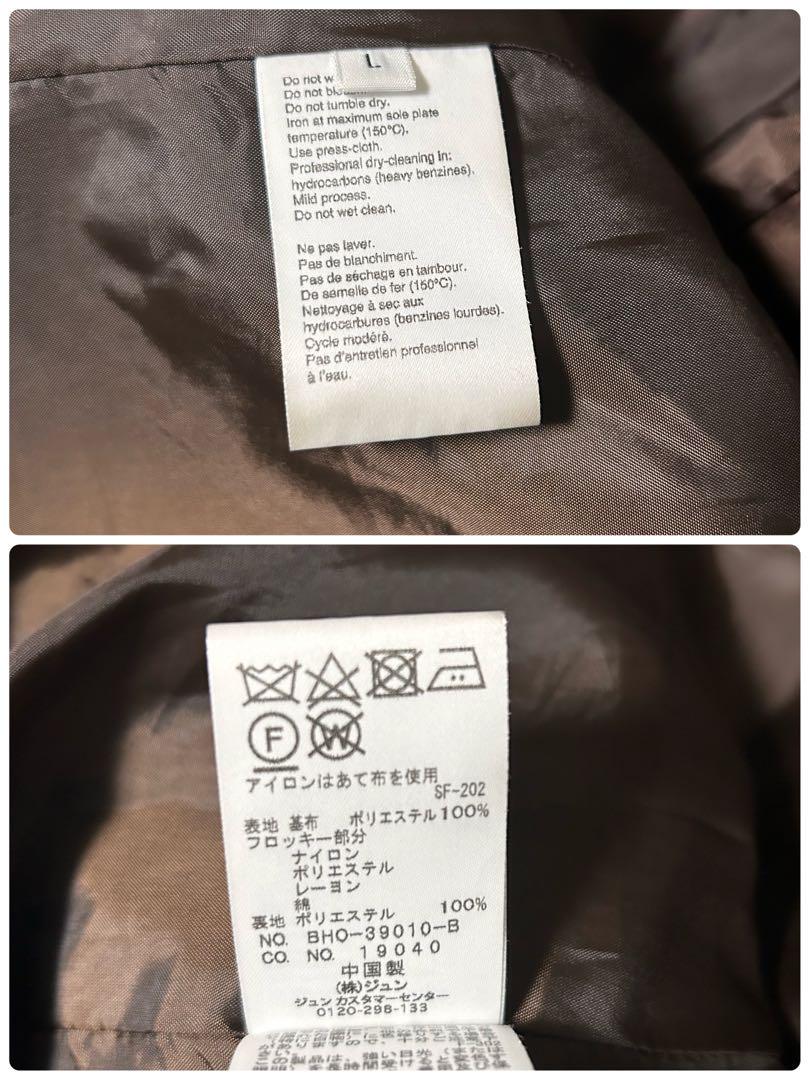 L
Do not w
Do not
Do not tumble dry.
Iron at maximum sole plate
temperature (150°C).
Use press-cloth.
Professional dry-cleaning in:
hydrocarbons (heavy benzines).
Mild process.
Do not wet clean.
Ne pas laver.
Pas de blanchiment.
Pas de séchage en tambour.
De samelle de fer (150°C).
Nettoyage à sec aux
hydrocarbures (benzines lourdes).
Cycle modéré.
Pas d'entretien professionnel
à l'eau.
F W
アイロンはあて布を使用
SF-202
表地 基布 ポリエステル100%
フロッキー部分
ナイロン
ポリエステル
レーヨン
綿 100%
裏地 ポリエステル
NO. BHO-39010-B
CO. NO. 19040
中国製
(株)ジュン
ジュン カスタマーセンター
0120-298-133